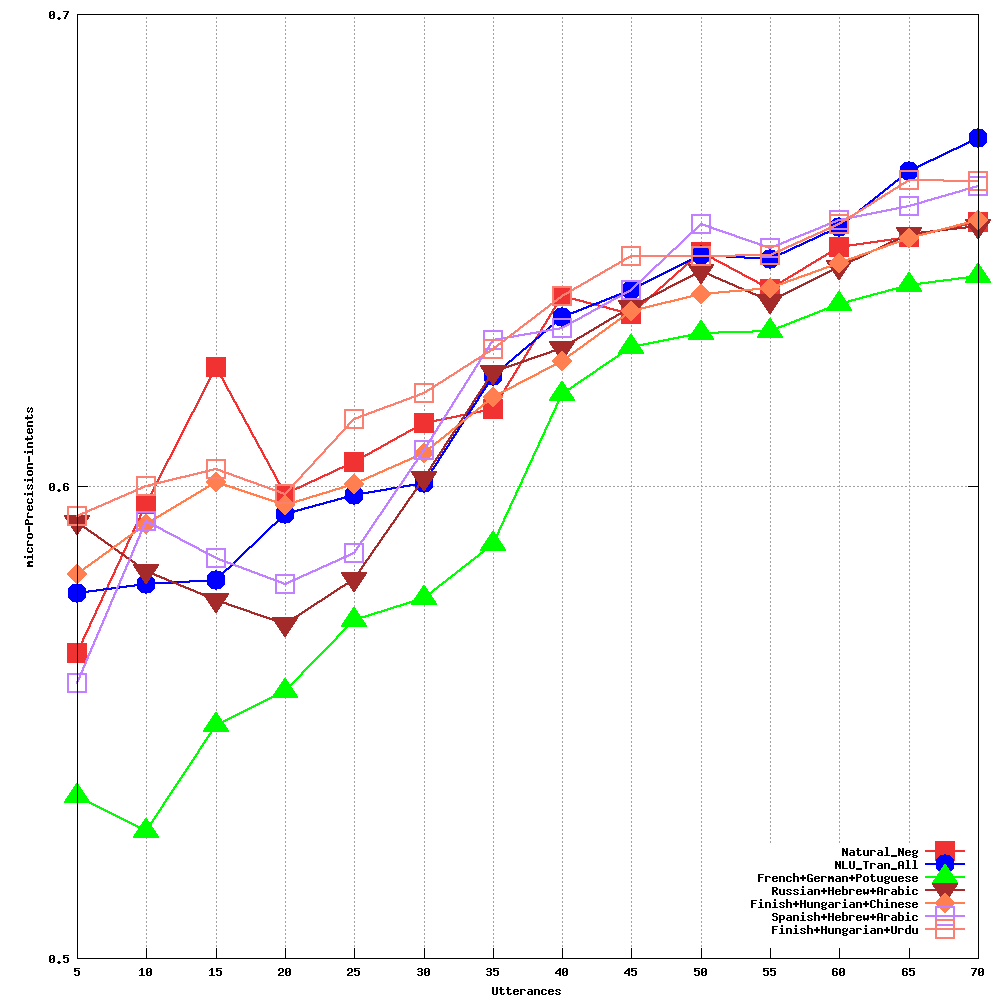 0.7
0.6
0.5
micro-Precision-intents
5 10 15 20 25 30 35 40 45 50 55 60 65 70
Utterances
Natural_Neg
NLU_Tran_All
French+German+Potuguese
Russian+Hebrew+Arabic
Finish+Hungarian+Chinese
Spanish+Hebrew+Arabic
Finish+Hungarian+Urdu